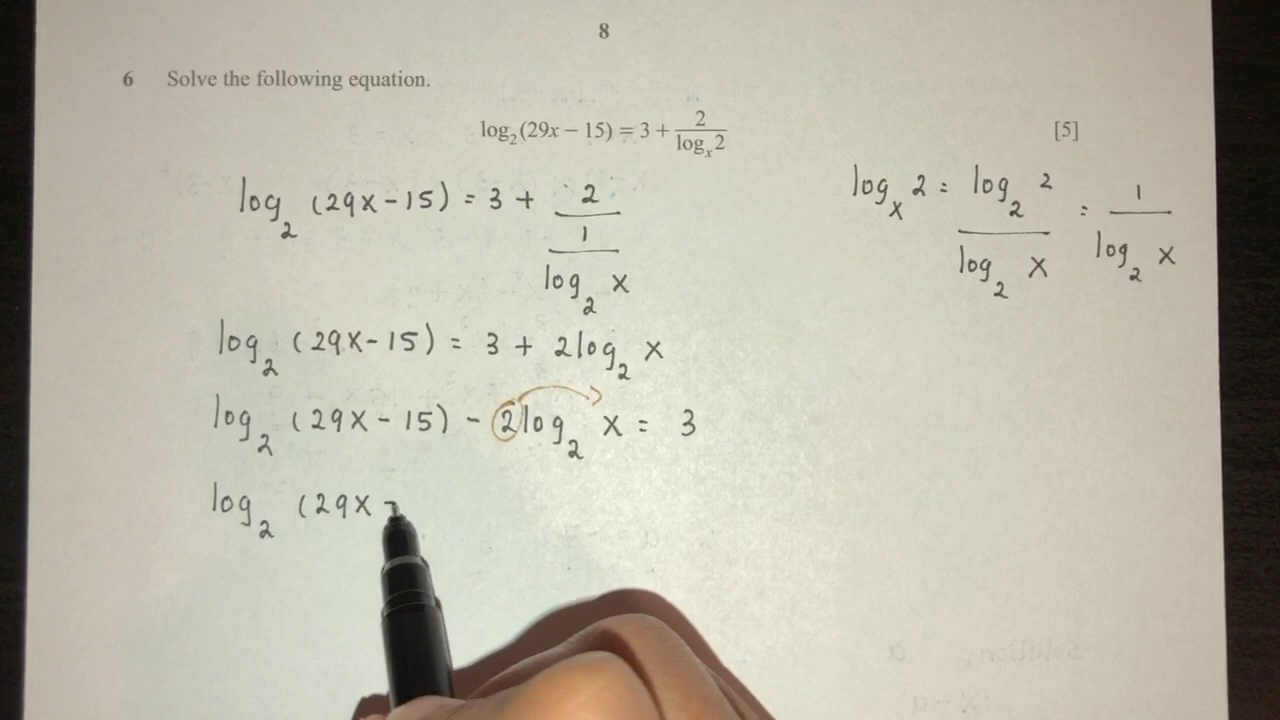 8
6 Solve the following equation.
log₂(29x − 15) = 3 + 2/logₓ2 [5]
log₂ (29x-15) = 3 + 2/(1/log₂ x)
logₓ 2 = log₂ 2/log₂ x = 1/log₂ x
log₂ (29x-15) = 3 + 2log₂ x
log₂ (29x-15) - 2log₂ x = 3
log₂ (29x -
Solution, a